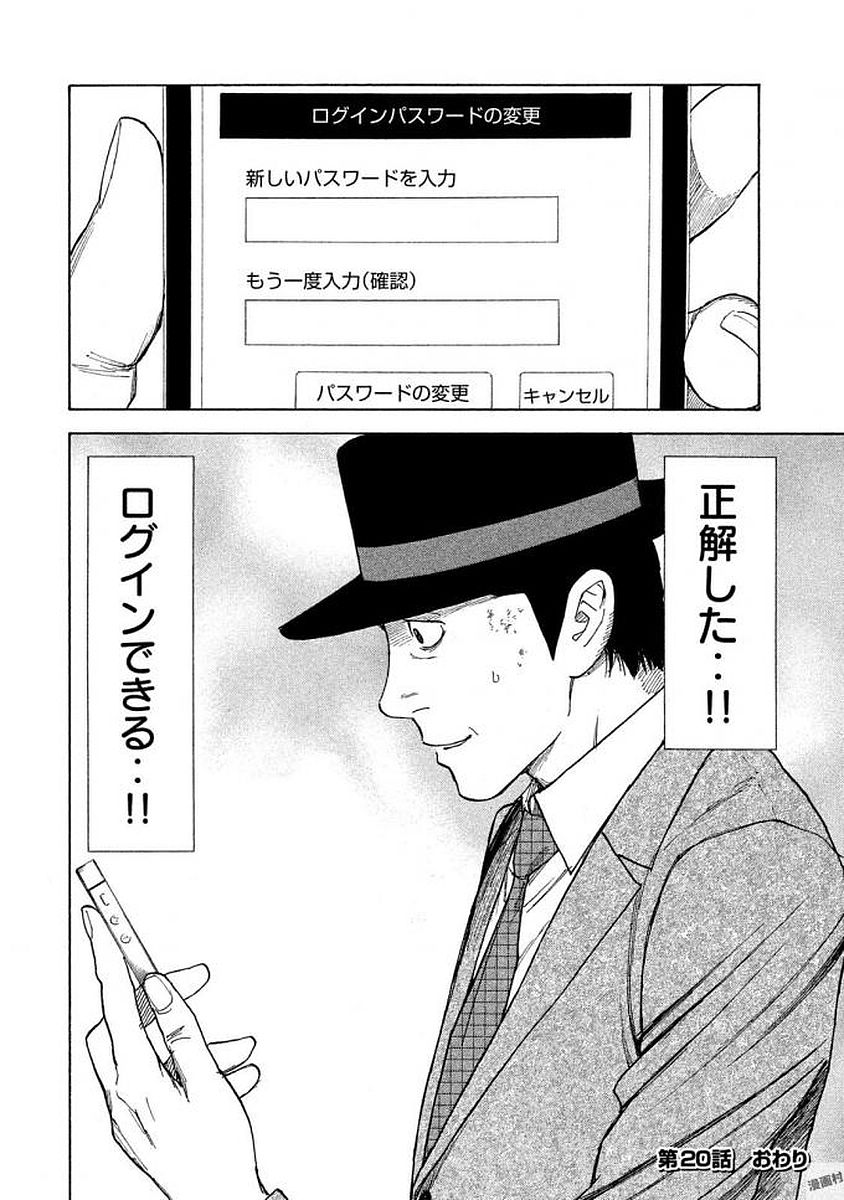 ログインパスワードの変更
新しいパスワードを入力
もう一度入力(確認)
パスワードの変更
キャンセル
正解した‥!!
ログインできる‥!!
第20話 おわり
漫画村